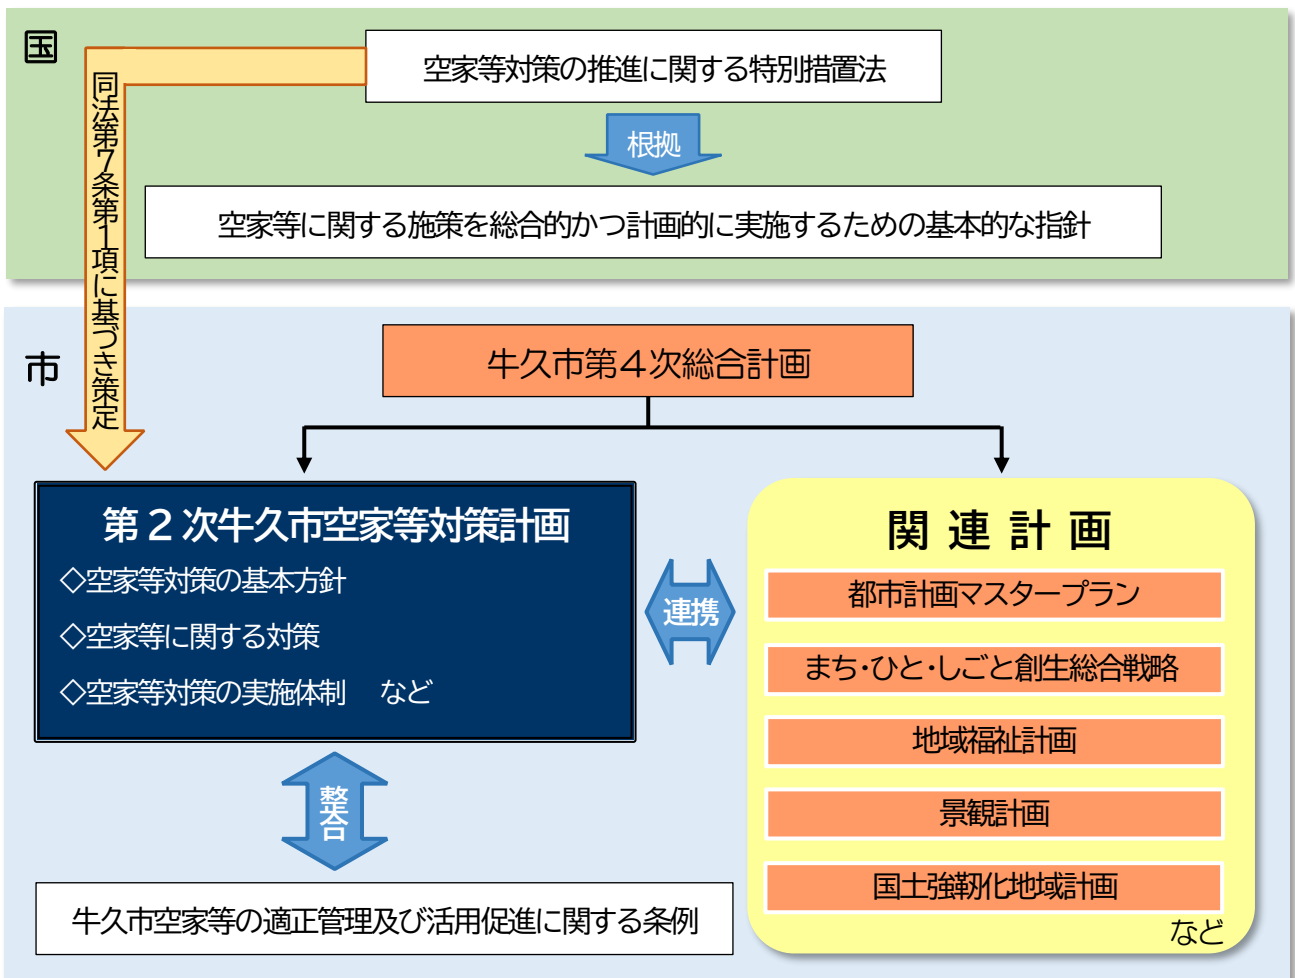 国
空家等対策の推進に関する特別措置法
根拠
空家等に関する施策を総合的かつ計画的に実施するための基本的な指針
同法第7条第1項に基づき策定
市
牛久市第4次総合計画
第2次牛久市空家等対策計画
◇空家等対策の基本方針
◇空家等に関する対策
◇空家等対策の実施体制　など
連携
関連計画
都市計画マスタープラン
まち・ひと・しごと創生総合戦略
地域福祉計画
景観計画
国土強靭化地域計画
など
整合
牛久市空家等の適正管理及び活用促進に関する条例